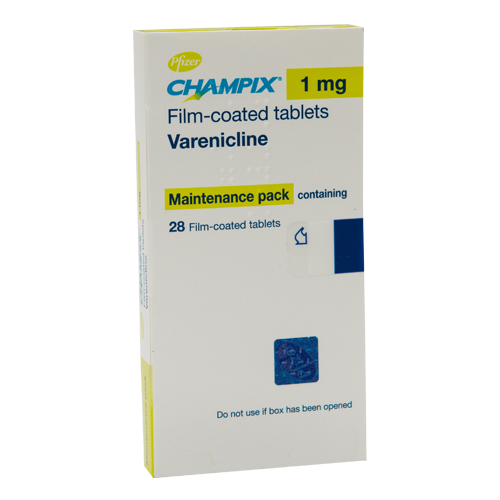 Pfizer
CHAMPIX® 1 mg
Film-coated tablets
Varenicline
Maintenance pack containing
28 Film-coated tablets
Do not use if box has been opened